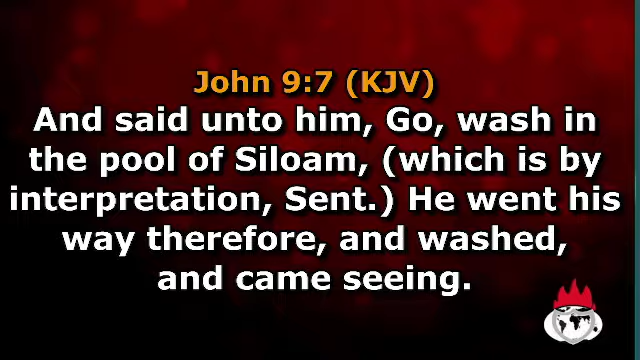 John 9:7 (KJV)
And said unto him, Go, wash in
the pool of Siloam, (which is by
interpretation, Sent.) He went his
way therefore, and washed,
and came seeing.